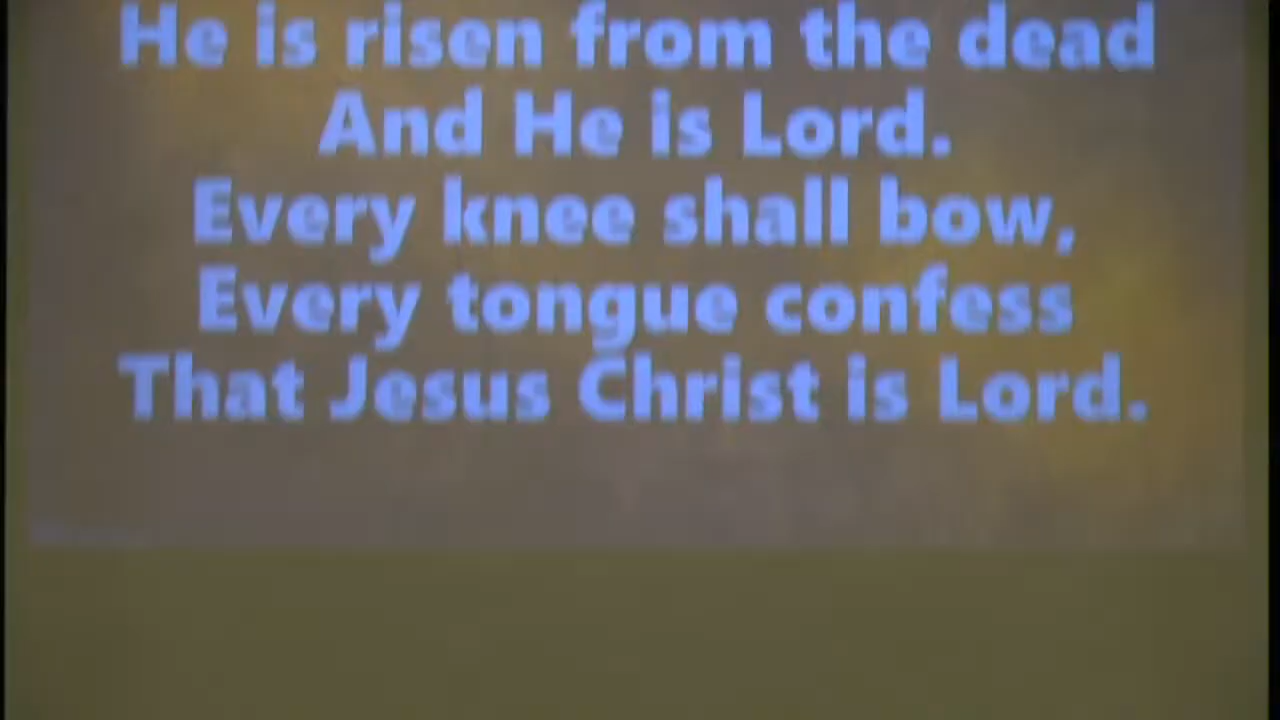 He is risen from the dead
And He is Lord.
Every knee shall bow,
Every tongue confess
That Jesus Christ is Lord.